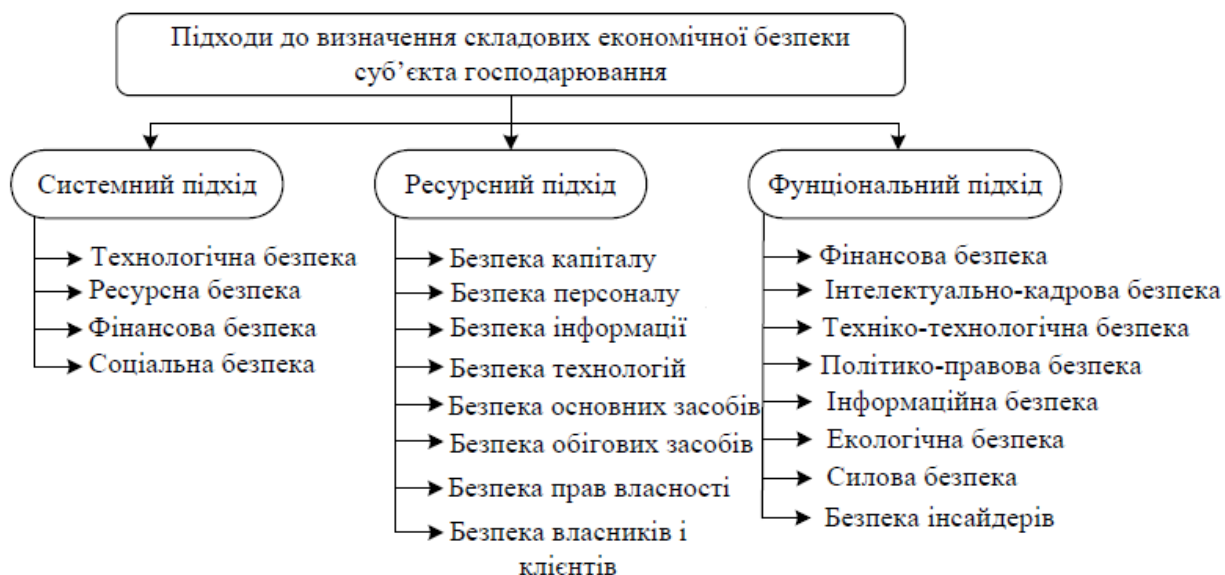 Підходи до визначення складових економічної безпеки
суб’єкта господарювання
Системний підхід
Технологічна безпека
Ресурсна безпека
Фінансова безпека
Соціальна безпека
Ресурсний підхід
Безпека капіталу
Безпека персоналу
Безпека інформації
Безпека технологій
Безпека основних засобів
Безпека обігових засобів
Безпека прав власності
Безпека власників і
клієнтів
Фунціональний підхід
Фінансова безпека
Інтелектуально-кадрова безпека
Техніко-технологічна безпека
Політико-правова безпека
Інформаційна безпека
Екологічна безпека
Силова безпека
Безпека інсайдерів